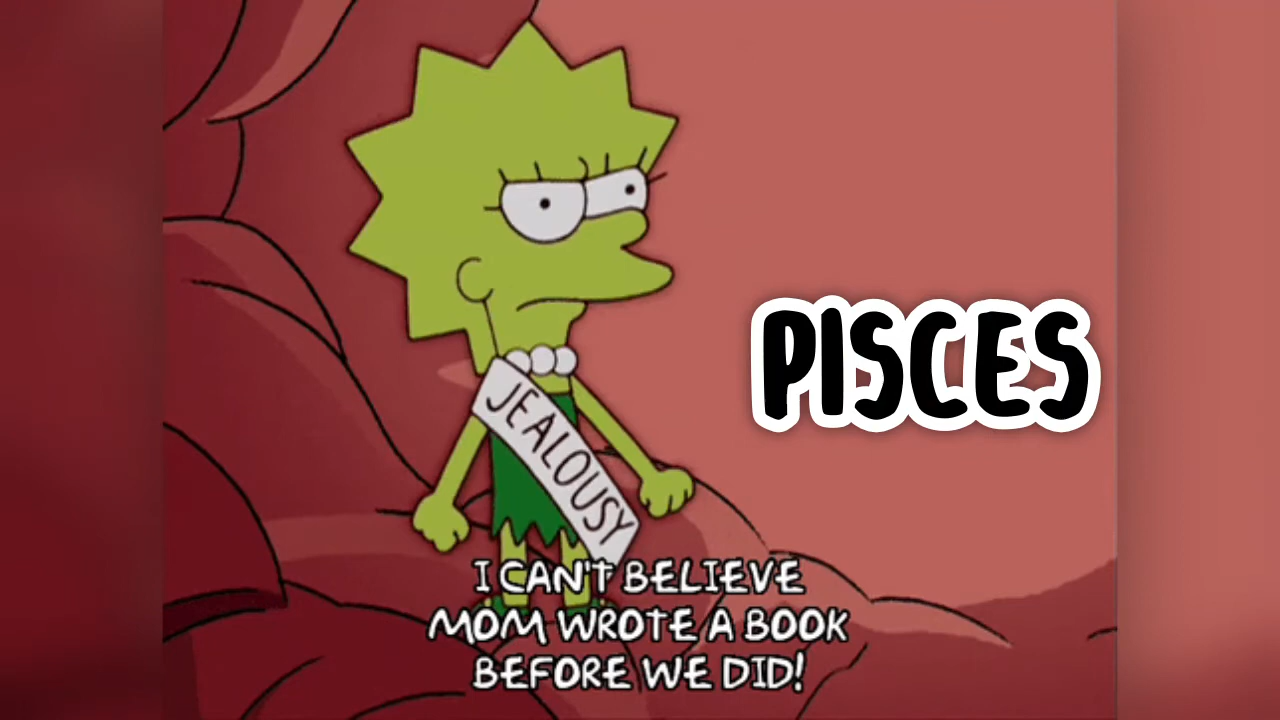 PISCES
JEALOUSY
I CAN'T BELIEVE
MOM WROTE A BOOK
BEFORE WE DID!